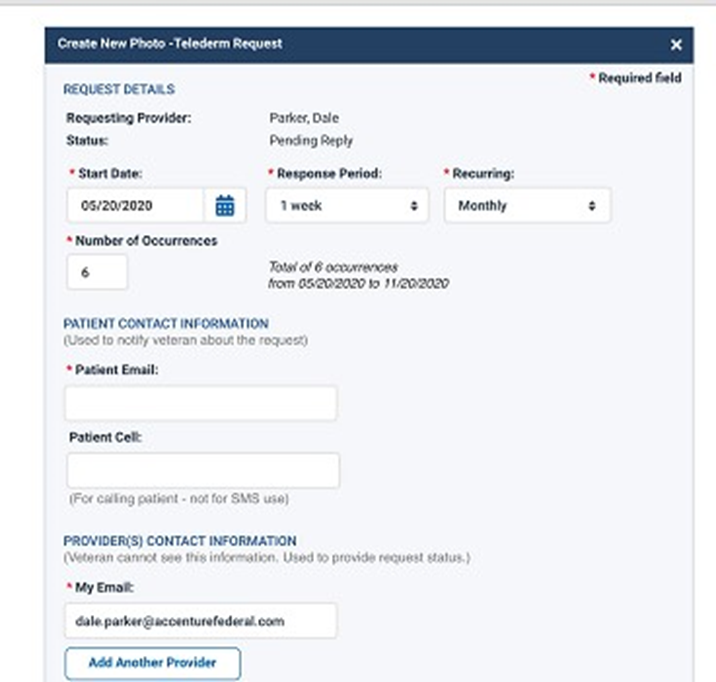 Create New Photo -Telederm Request
* Required field
REQUEST DETAILS
Requesting Provider: Parker, Dale
Status: Pending Reply
* Start Date: * Response Period: * Recurring:
05/20/2020 1 week Monthly
* Number of Occurrences
6 Total of 6 occurrences
from 05/20/2020 to 11/20/2020
PATIENT CONTACT INFORMATION
(Used to notify veteran about the request)
* Patient Email:
Patient Cell:
(For calling patient - not for SMS use)
PROVIDER(S) CONTACT INFORMATION
(Veteran cannot see this information. Used to provide request status.)
* My Email:
dale.parker@accenturefederal.com
Add Another Provider